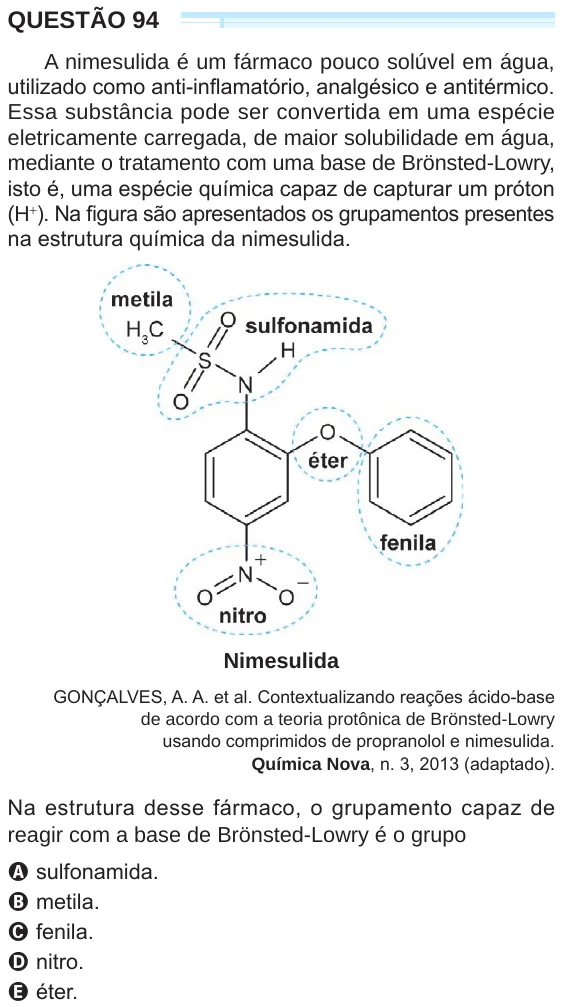 QUESTÃO 94
A nimesulida é um fármaco pouco solúvel em água,
utilizado como anti-inflamatório, analgésico e antitérmico.
Essa substância pode ser convertida em uma espécie
eletricamente carregada, de maior solubilidade em água,
mediante o tratamento com uma base de Brönsted-Lowry,
isto é, uma espécie química capaz de capturar um próton
(H⁺). Na figura são apresentados os grupamentos presentes
na estrutura química da nimesulida.
metila
H₃C
O
sulfonamida
H
S
N
O
O
éter
fenila
N
+
O
O
−
nitro
Nimesulida
GONÇALVES, A. A. et al. Contextualizando reações ácido-base
de acordo com a teoria protônica de Brönsted-Lowry
usando comprimidos de propranolol e nimesulida.
Química Nova, n. 3, 2013 (adaptado).
Na estrutura desse fármaco, o grupamento capaz de
reagir com a base de Brönsted-Lowry é o grupo
A sulfonamida.
B metila.
C fenila.
D nitro.
E éter.